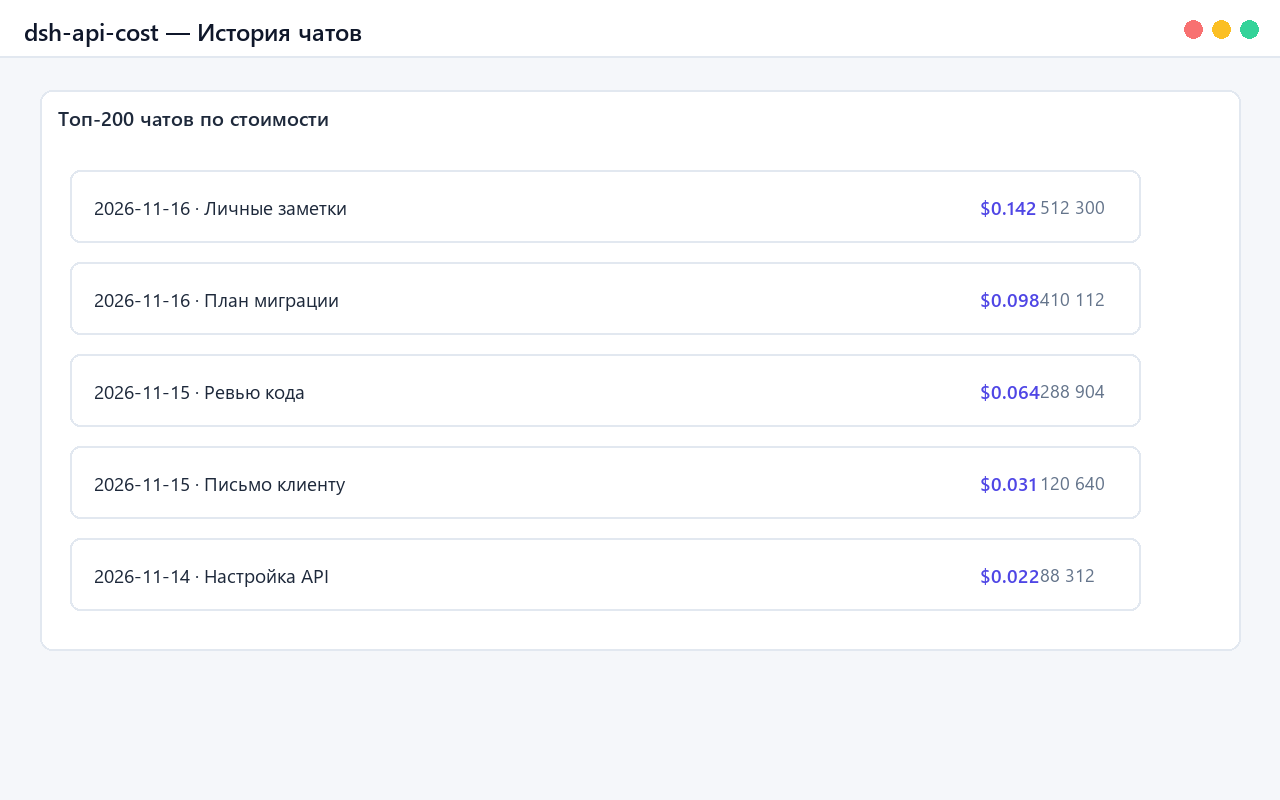 dsh-api-cost — История чатов
Топ-200 чатов по стоимости
2026-11-16 · Личные заметки $0.142 512 300
2026-11-16 · План миграции $0.098 410 112
2026-11-15 · Ревью кода $0.064 288 904
2026-11-15 · Письмо клиенту $0.031 120 640
2026-11-14 · Настройка API $0.022 88 312